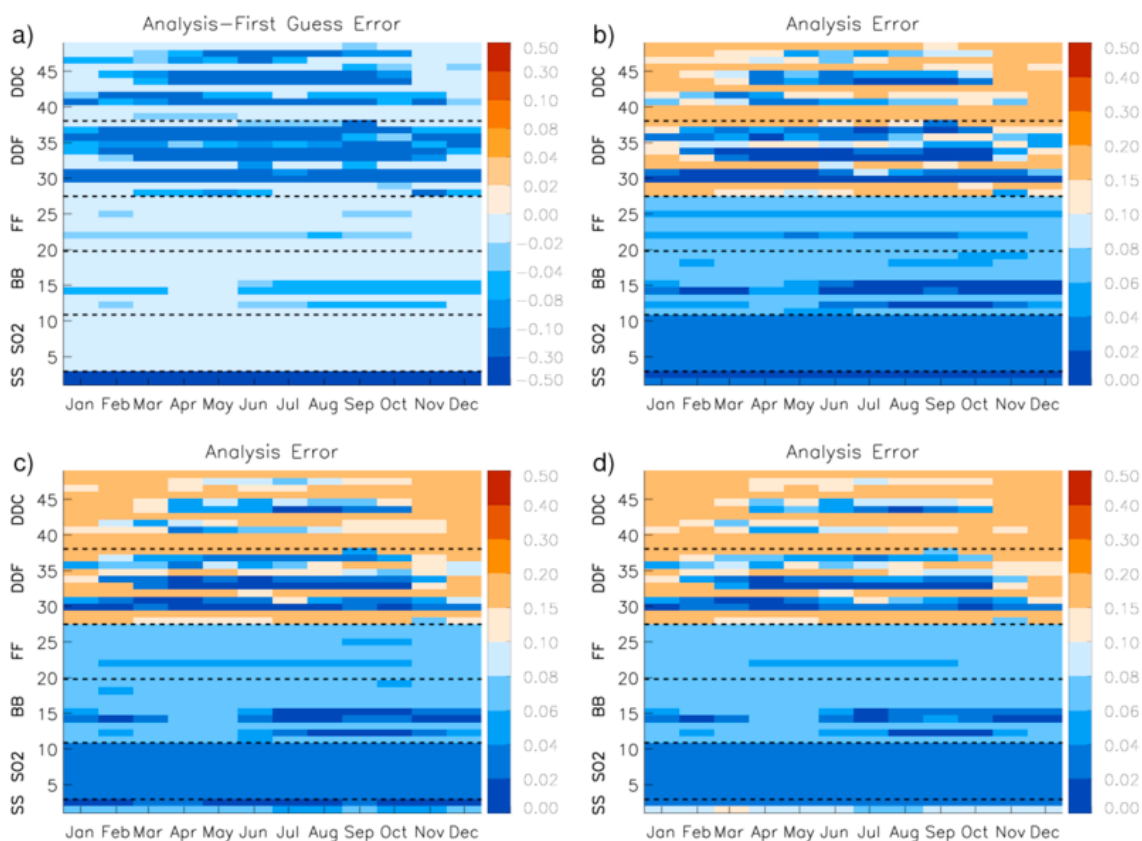 a)
Analysis-First Guess Error
DDC
DDF
FF
BB
SO2
SS
45
40
35
30
25
20
15
10
5
0.50
0.30
0.10
0.08
0.04
0.02
0.00
-0.02
-0.04
-0.08
-0.10
-0.30
-0.50
Jan Feb Mar Apr May Jun Jul Aug Sep Oct Nov Dec
b)
Analysis Error
DDC
DDF
FF
BB
SO2
SS
45
40
35
30
25
20
15
10
5
0.50
0.40
0.30
0.20
0.15
0.10
0.08
0.06
0.04
0.02
0.00
Jan Feb Mar Apr May Jun Jul Aug Sep Oct Nov Dec
c)
Analysis Error
DDC
DDF
FF
BB
SO2
SS
45
40
35
30
25
20
15
10
5
0.50
0.40
0.30
0.20
0.15
0.10
0.08
0.06
0.04
0.02
0.00
Jan Feb Mar Apr May Jun Jul Aug Sep Oct Nov Dec
d)
Analysis Error
DDC
DDF
FF
BB
SO2
SS
45
40
35
30
25
20
15
10
5
0.50
0.40
0.30
0.20
0.15
0.10
0.08
0.06
0.04
0.02
0.00
Jan Feb Mar Apr May Jun Jul Aug Sep Oct Nov Dec